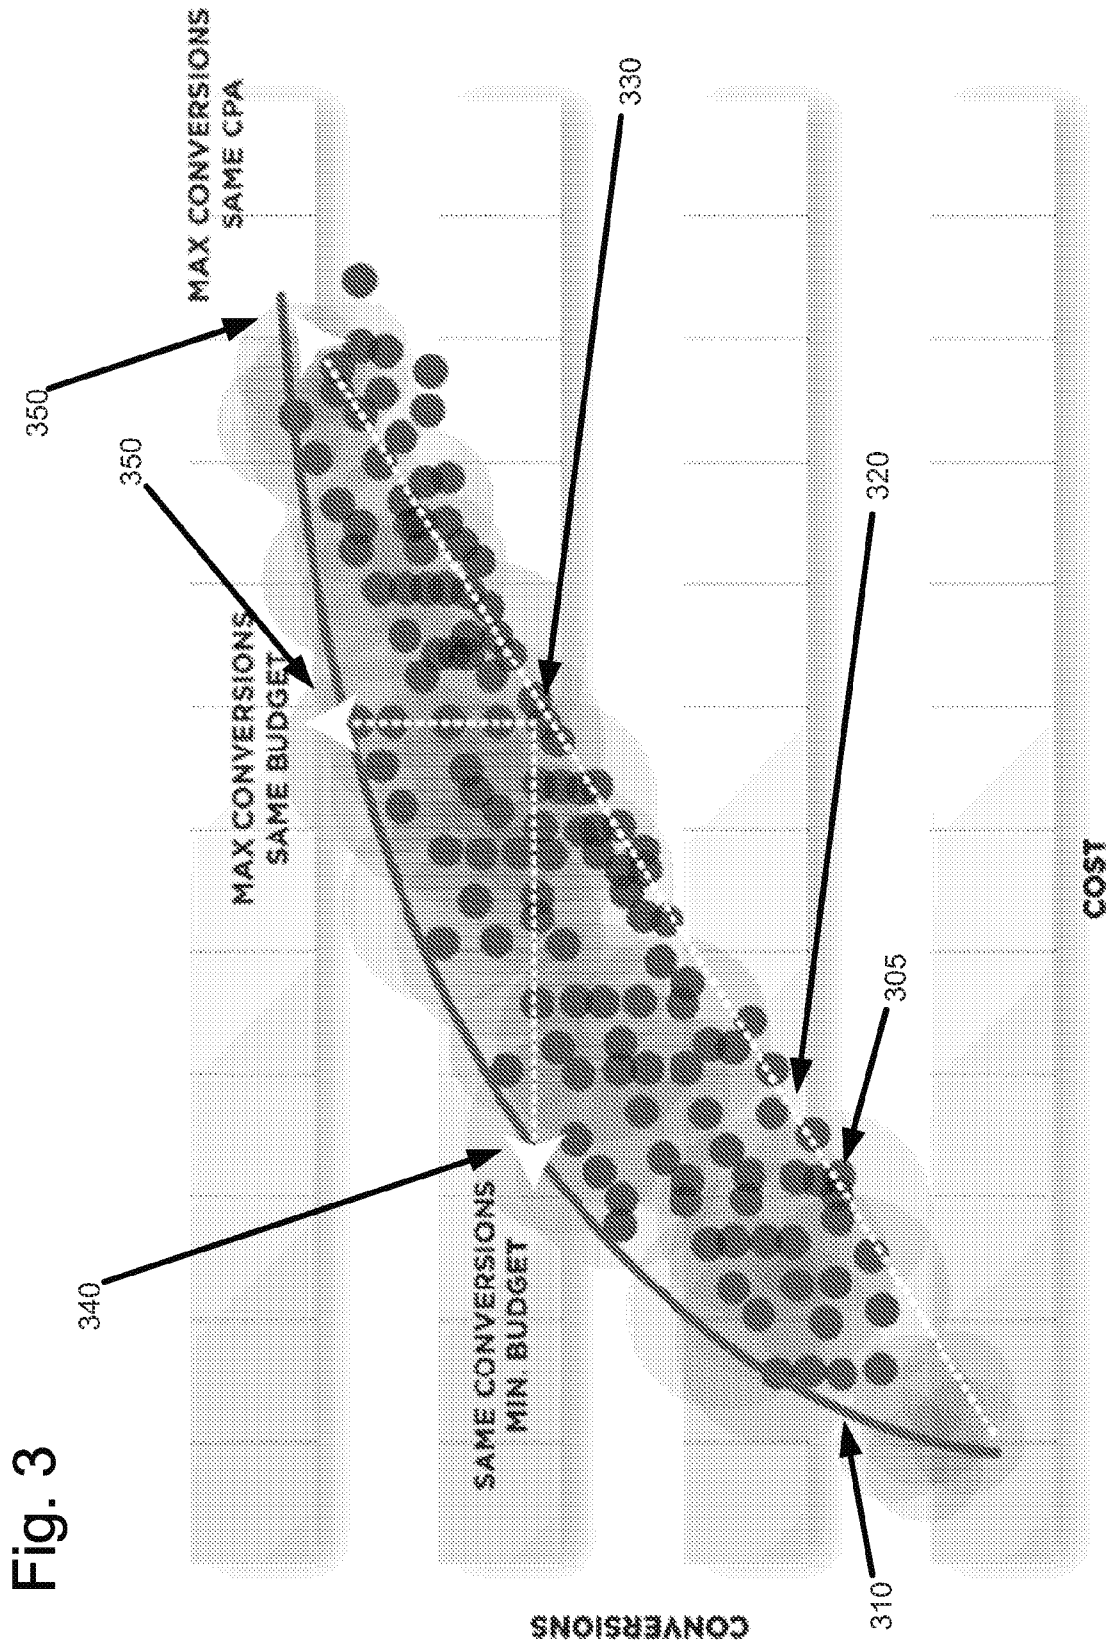 Fig. 3
340
350
350
MAX CONVERSIONS
SAME CPA
MAX CONVERSIONS
SAME BUDGET
SAME CONVERSIONS
MIN. BUDGET
330
320
305
310
CONVERSIONS
COST